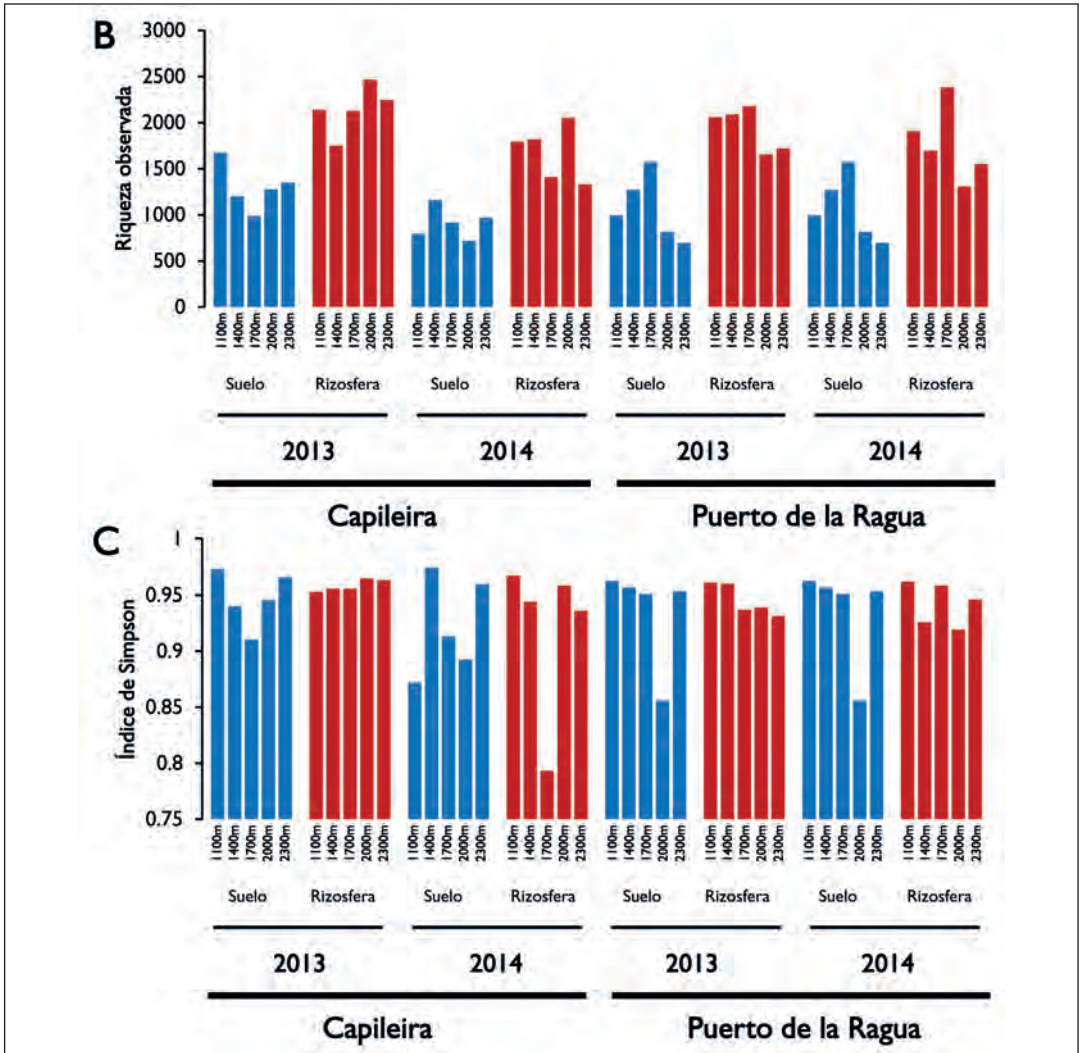 B
Riqueza observada
3000
2500
2000
1500
1000
500
0
1100m 1400m 1700m 2000m 2300m 1100m 1400m 1700m 2000m 2300m 1100m 1400m 1700m 2000m 2300m 1100m 1400m 1700m 2000m 2300m 1100m 1400m 1700m 2000m 2300m 1100m 1400m 1700m 2000m 2300m 1100m 1400m 1700m 2000m 2300m 1100m 1400m 1700m 2000m 2300m
Suelo Rizosfera Suelo Rizosfera Suelo Rizosfera Suelo Rizosfera
2013 2014 2013 2014
Capileira Puerto de la Ragua
C
Índice de Simpson
1
0.95
0.9
0.85
0.8
0.75
1100m 1400m 1700m 2000m 2300m 1100m 1400m 1700m 2000m 2300m 1100m 1400m 1700m 2000m 2300m 1100m 1400m 1700m 2000m 2300m 1100m 1400m 1700m 2000m 2300m 1100m 1400m 1700m 2000m 2300m 1100m 1400m 1700m 2000m 2300m 1100m 1400m 1700m 2000m 2300m
Suelo Rizosfera Suelo Rizosfera Suelo Rizosfera Suelo Rizosfera
2013 2014 2013 2014
Capileira Puerto de la Ragua